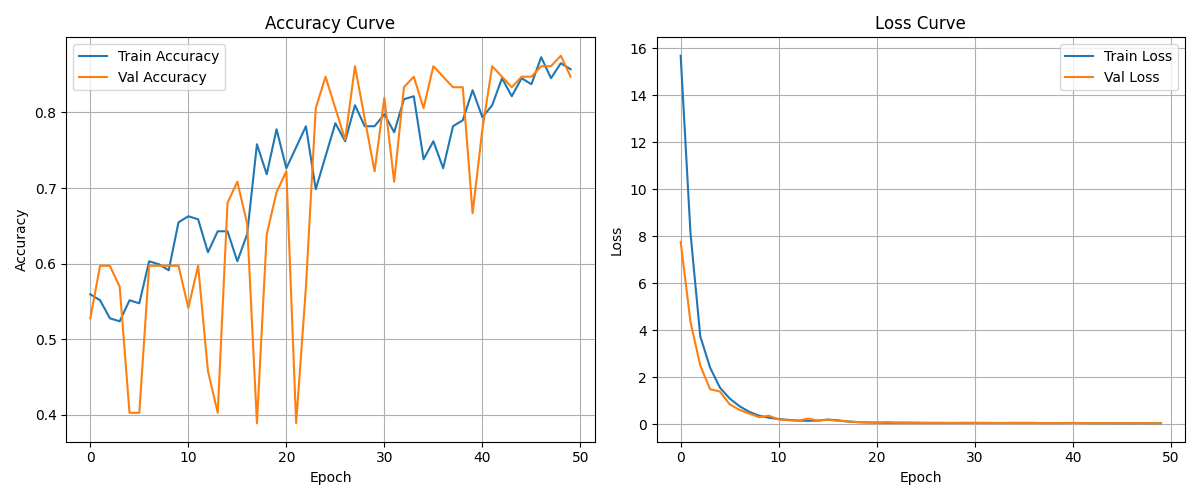 Accuracy Curve
Train Accuracy
Val Accuracy
Accuracy
0.8
0.7
0.6
0.5
0.4
0 10 20 30 40 50
Epoch
Loss Curve
Train Loss
Val Loss
Loss
16
14
12
10
8
6
4
2
0
0 10 20 30 40 50
Epoch